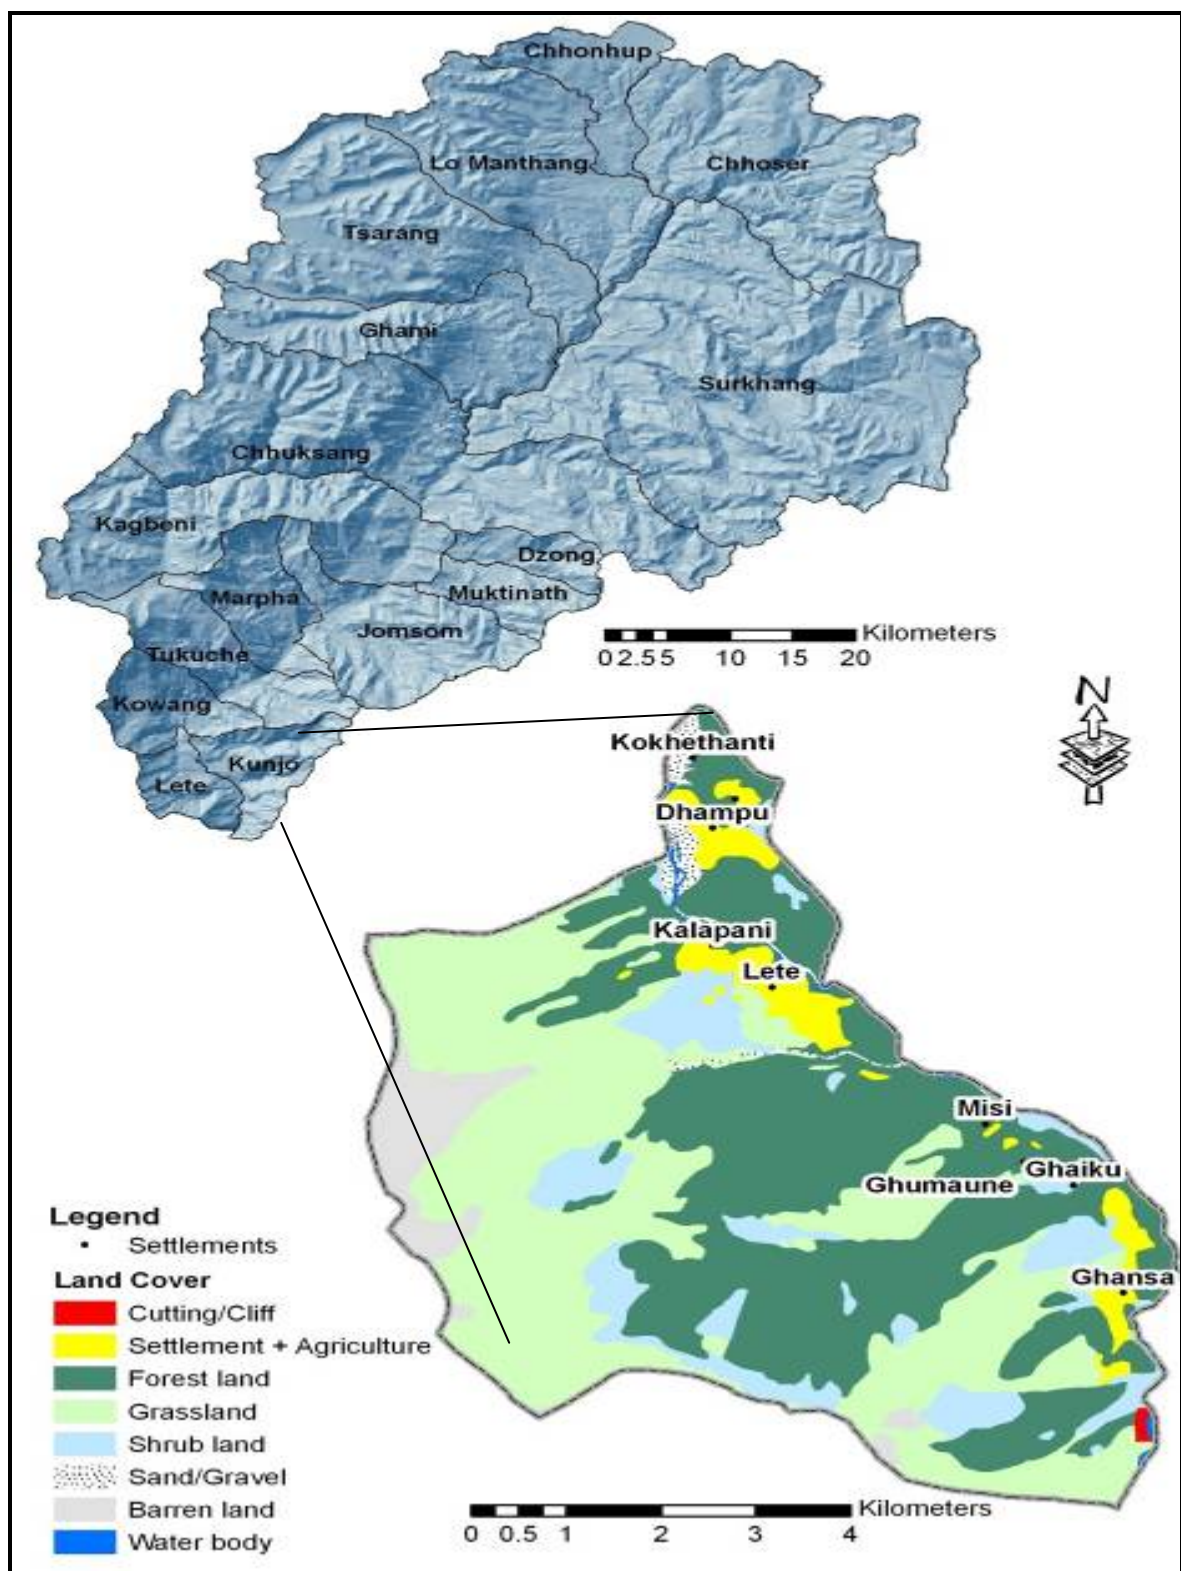 Chhonhup
Lo Manthang
Chhoser
Tsarang
Ghami
Surkhang
Chhuksang
Kagbeni
Dzong
Muktinath
Marpha
Jomsom
Tukuche
Kowang
Kunjo
Lete
Kilometers
0 2.5 5 10 15 20
N
Kokhethanti
Dhampu
Kalapani
Lete
Misi
Ghaiku
Ghumaune
Ghansa
Legend
Settlements
Land Cover
Cutting/Cliff
Settlement + Agriculture
Forest land
Grassland
Shrub land
Sand/Gravel
Barren land
Water body
Kilometers
0 0.5 1 2 3 4